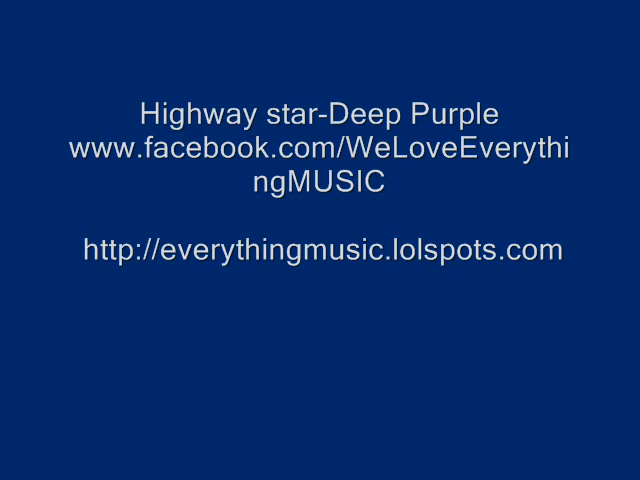 Highway star-Deep Purple
www.facebook.com/WeLoveEverythi
ngMUSIC
http://everythingmusic.lolspots.com